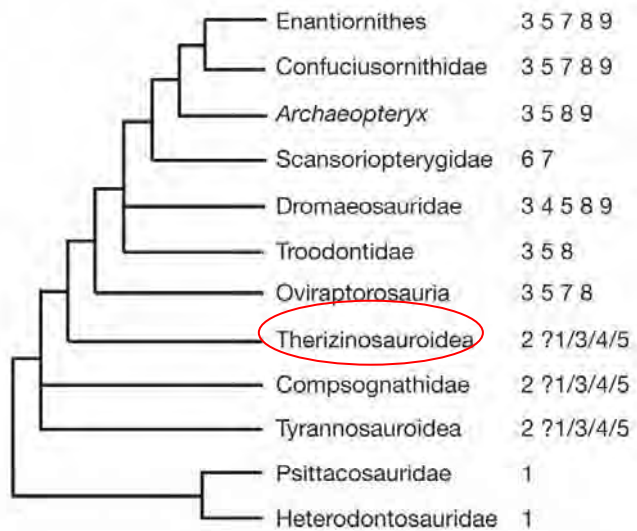 Enantiornithes 3 5 7 8 9
Confuciusornithidae 3 5 7 8 9
Archaeopteryx 3 5 8 9
Scansoriopterygidae 6 7
Dromaeosauridae 3 4 5 8 9
Troodontidae 3 5 8
Oviraptorosauria 3 5 7 8
Therizinosauroidea 2 ?1/3/4/5
Compsognathidae 2 ?1/3/4/5
Tyrannosauroidea 2 ?1/3/4/5
Psittacosauridae 1
Heterodontosauridae 1